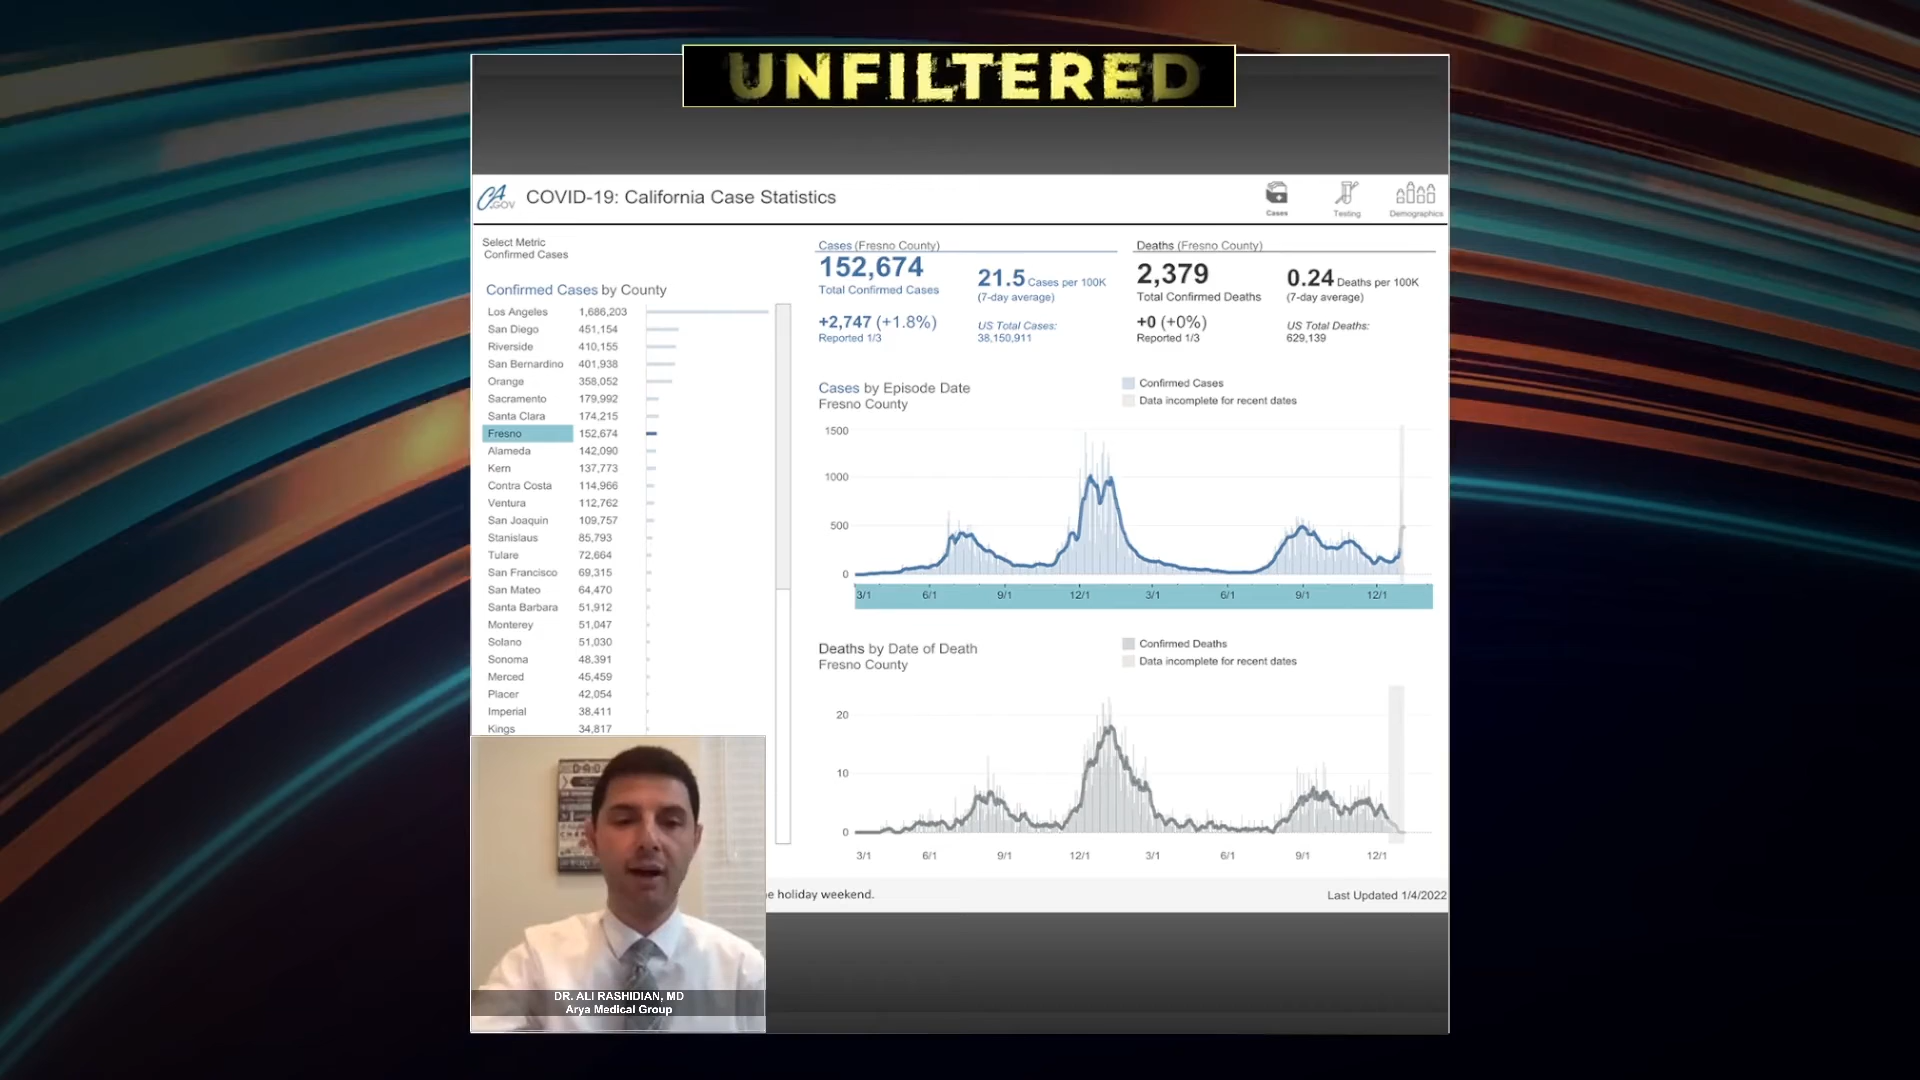 UNFILTERED
CA.GOV
COVID-19: California Case Statistics
Cases
Testing
Demographics
Select Metric
Confirmed Cases
Confirmed Cases by County
Los Angeles 1,686,203
San Diego 451,154
Riverside 410,155
San Bernardino 401,938
Orange 358,052
Sacramento 179,992
Santa Clara 174,215
Fresno 152,674
Alameda 142,090
Kern 137,773
Contra Costa 114,966
Ventura 112,762
San Joaquin 109,757
Stanislaus 85,793
Tulare 72,664
San Francisco 69,315
San Mateo 64,470
Santa Barbara 51,912
Monterey 51,047
Solano 51,030
Sonoma 48,391
Merced 45,459
Placer 42,054
Imperial 38,411
Kings 34,817
Cases (Fresno County)
152,674
Total Confirmed Cases
21.5 Cases per 100K
(7-day average)
+2,747 (+1.8%)
Reported 1/3
US Total Cases:
38,150,911
Deaths (Fresno County)
2,379
Total Confirmed Deaths
0.24 Deaths per 100K
(7-day average)
+0 (+0%)
Reported 1/3
US Total Deaths:
629,139
Cases by Episode Date
Fresno County
Confirmed Cases
Data incomplete for recent dates
1500
1000
500
0
3/1 6/1 9/1 12/1 3/1 6/1 9/1 12/1
Deaths by Date of Death
Fresno County
Confirmed Deaths
Data incomplete for recent dates
20
10
0
3/1 6/1 9/1 12/1 3/1 6/1 9/1 12/1
e holiday weekend.
Last Updated 1/4/2022
DAD
DR. ALI RASHIDIAN, MD
Arya Medical Group